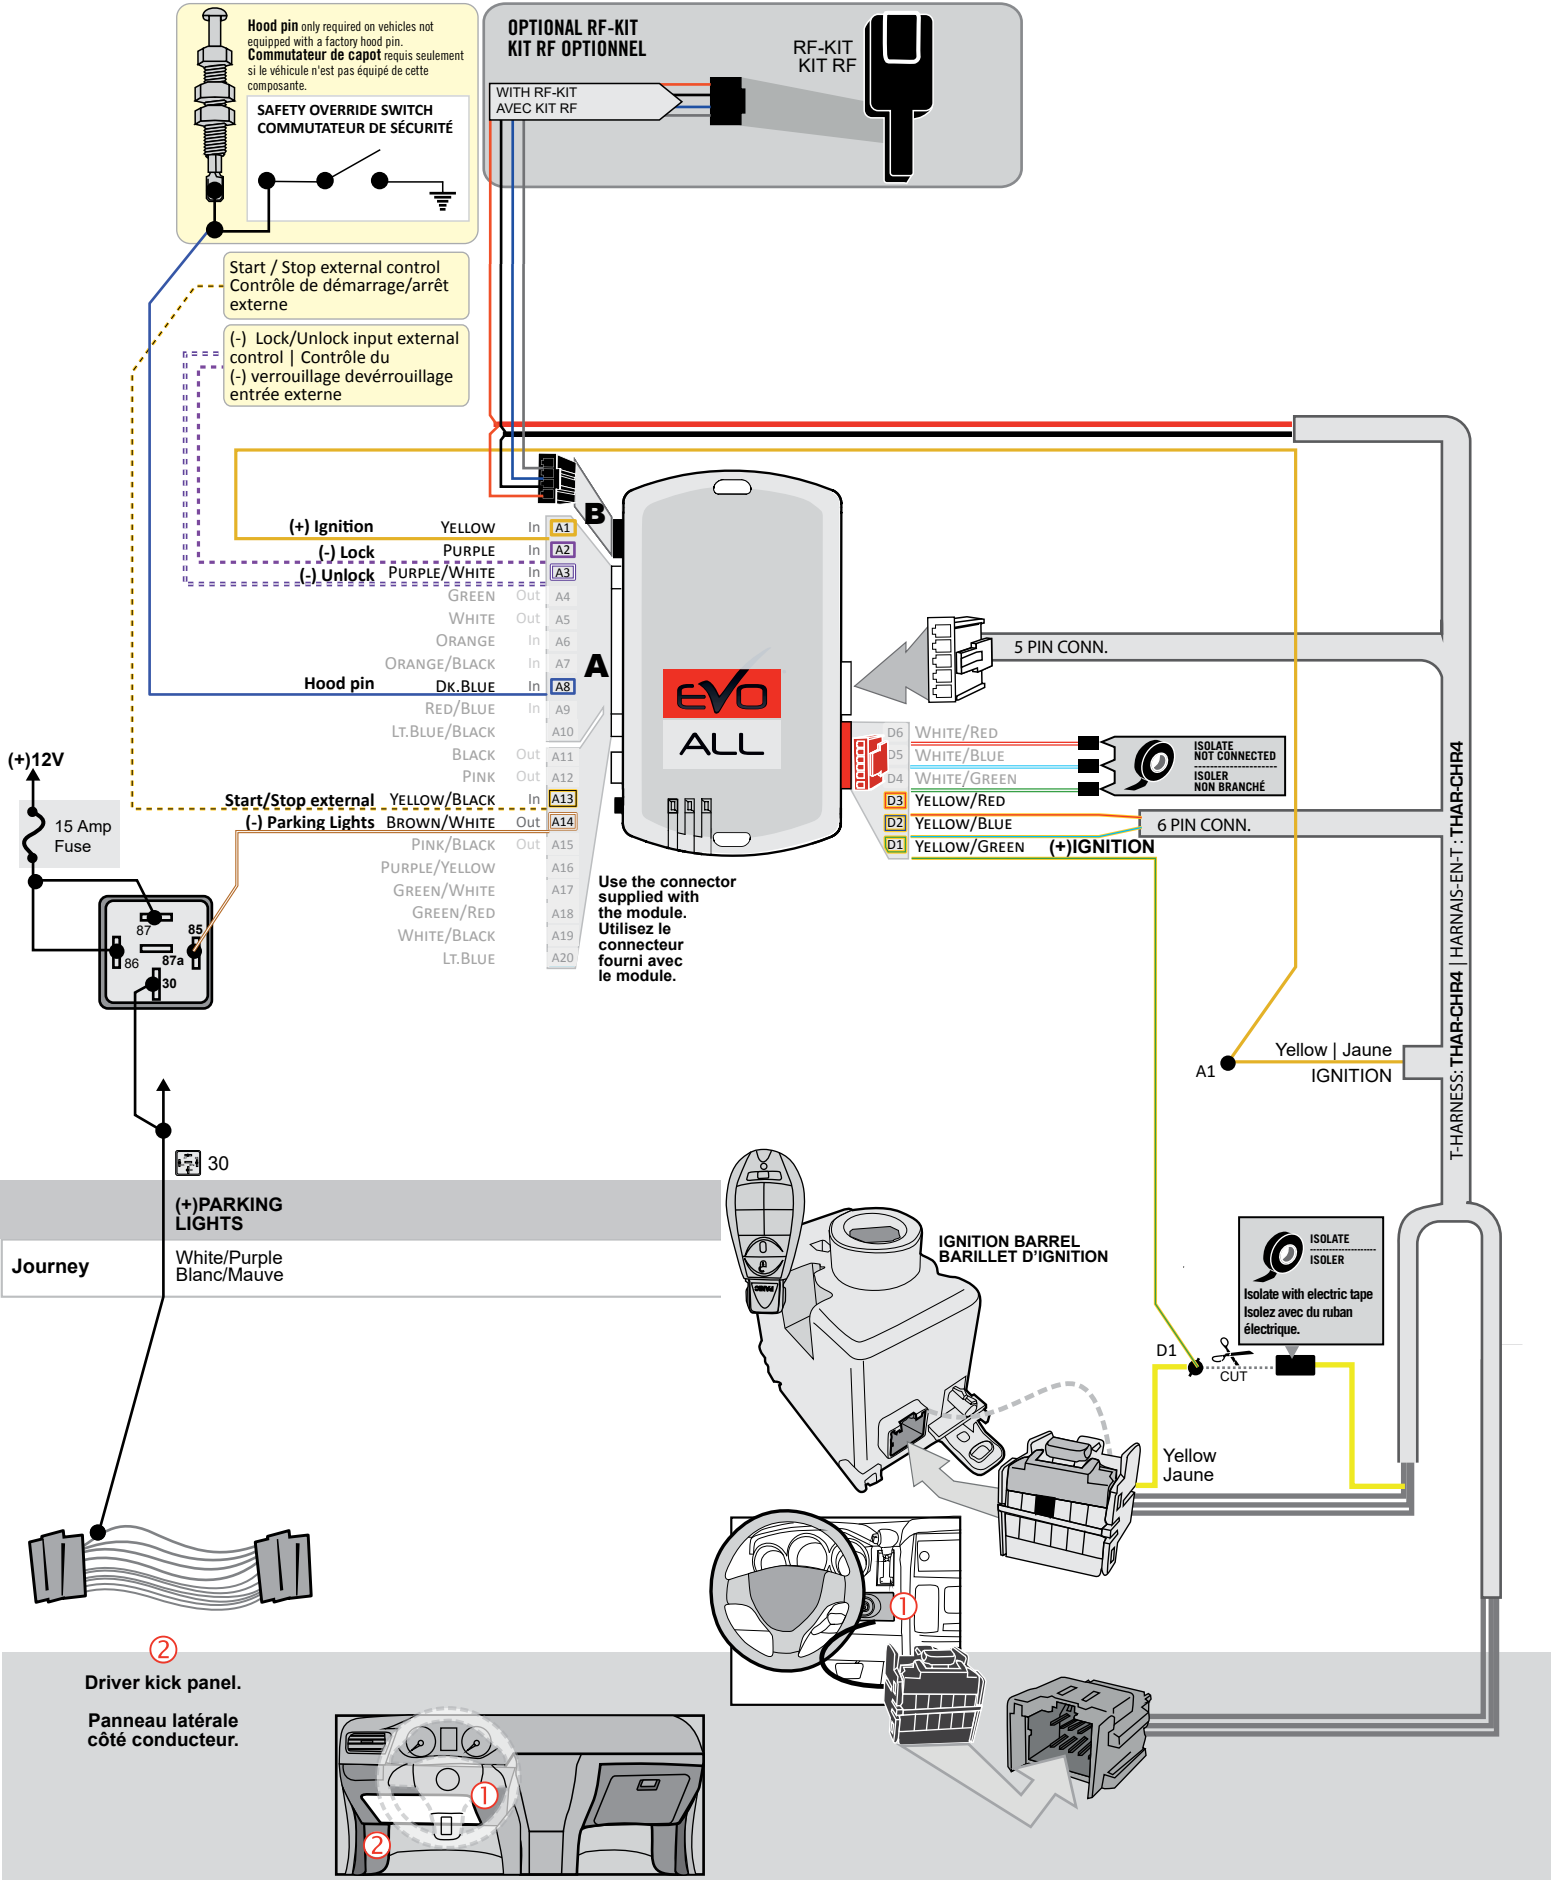 Hood pin only required on vehicles not
equipped with a factory hood pin.
Commutateur de capot requis seulement
si le véhicule n'est pas équipé de cette
composante.
SAFETY OVERRIDE SWITCH
COMMUTATEUR DE SÉCURITÉ
OPTIONAL RF-KIT
KIT RF OPTIONNEL
RF-KIT
KIT RF
WITH RF-KIT
AVEC KIT RF
Start / Stop external control
Contrôle de démarrage/arrêt
externe
(-) Lock/Unlock input external
control | Contrôle du
(-) verrouillage devérrouillage
entrée externe
B
A
(+) Ignition YELLOW In A1
(-) Lock PURPLE In A2
(-) Unlock PURPLE/WHITE In A3
GREEN Out A4
WHITE Out A5
ORANGE In A6
ORANGE/BLACK In A7
Hood pin DK.BLUE In A8
RED/BLUE In A9
LT.BLUE/BLACK A10
BLACK Out A11
PINK Out A12
Start/Stop external YELLOW/BLACK In A13
(-) Parking Lights BROWN/WHITE Out A14
PINK/BLACK Out A15
PURPLE/YELLOW A16
GREEN/WHITE A17
GREEN/RED A18
WHITE/BLACK A19
LT.BLUE A20
EVO
ALL
5 PIN CONN.
D6 WHITE/RED
D5 WHITE/BLUE
D4 WHITE/GREEN
D3 YELLOW/RED
D2 YELLOW/BLUE
D1 YELLOW/GREEN (+)IGNITION
ISOLATE
NOT CONNECTED
ISOLER
NON BRANCHÉ
6 PIN CONN.
Use the connector
supplied with
the module.
Utilisez le
connecteur
fourni avec
le module.
(+)12V
15 Amp
Fuse
87
85
86
87a
30
30
(+)PARKING
LIGHTS
Journey
White/Purple
Blanc/Mauve
A1
Yellow | Jaune
IGNITION
T-HARNESS: THAR-CHR4 | HARNAIS-EN-T : THAR-CHR4
IGNITION BARREL
BARILLET D'IGNITION
PANIC
ISOLATE
ISOLER
Isolate with electric tape
Isolez avec du ruban
électrique.
D1
CUT
Yellow
Jaune
1
2
Driver kick panel.
Panneau latérale
côté conducteur.
1
2